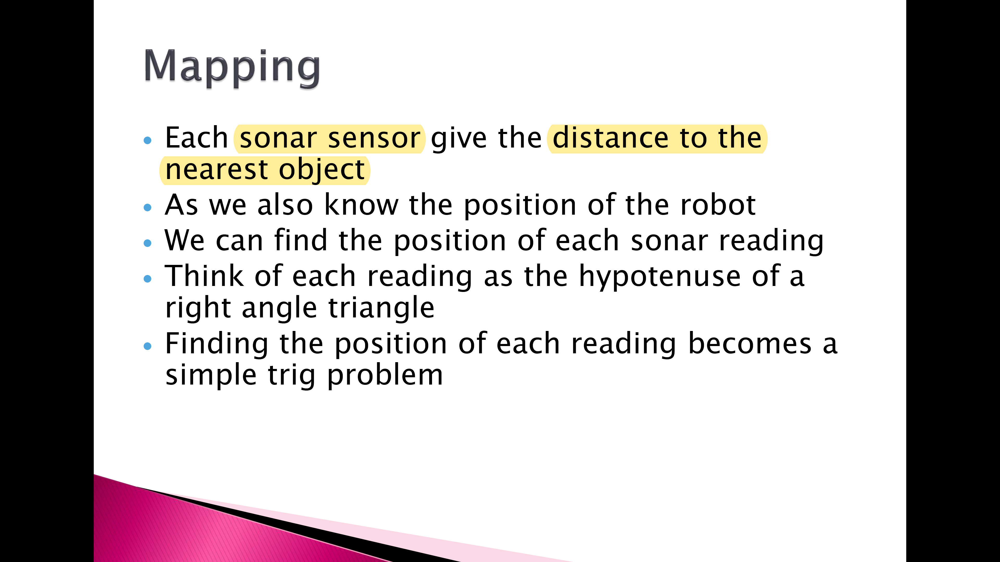 Mapping
• Each sonar sensor give the distance to the
nearest object
• As we also know the position of the robot
• We can find the position of each sonar reading
• Think of each reading as the hypotenuse of a
right angle triangle
• Finding the position of each reading becomes a
simple trig problem